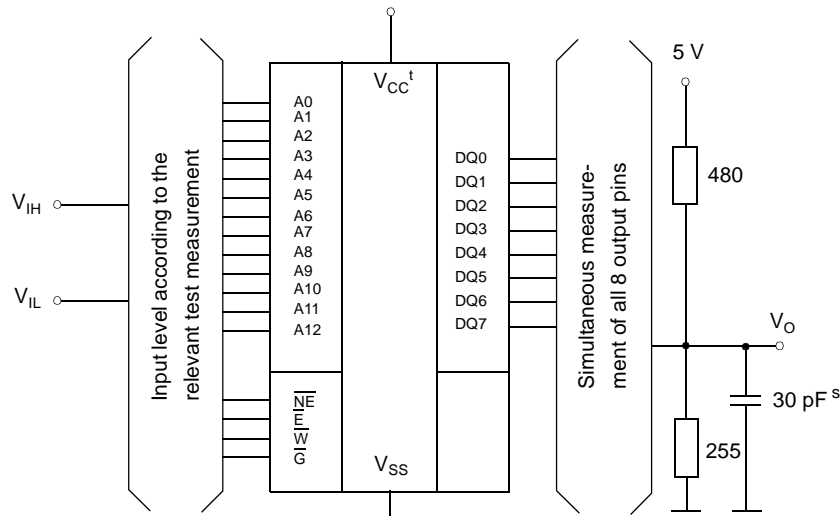 V_IH
V_IL
Input level according to the
relevant test measurement
V_CC^t
A0
A1
A2
A3
A4
A5
A6
A7
A8
A9
A10
A11
A12
N̅E̅
E̅
W̅
G̅
V_SS
DQ0
DQ1
DQ2
DQ3
DQ4
DQ5
DQ6
DQ7
Simultaneous measure-
ment of all 8 output pins
5 V
480
V_O
30 pF^s
255